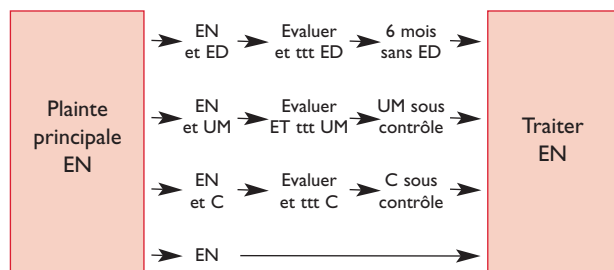 Plainte
principale
EN
EN
et ED
Evaluer
et ttt ED
6 mois
sans ED
EN
et UM
Evaluer
ET ttt UM
UM sous
contrôle
EN
et C
Evaluer
et ttt C
C sous
contrôle
EN
Traiter
EN